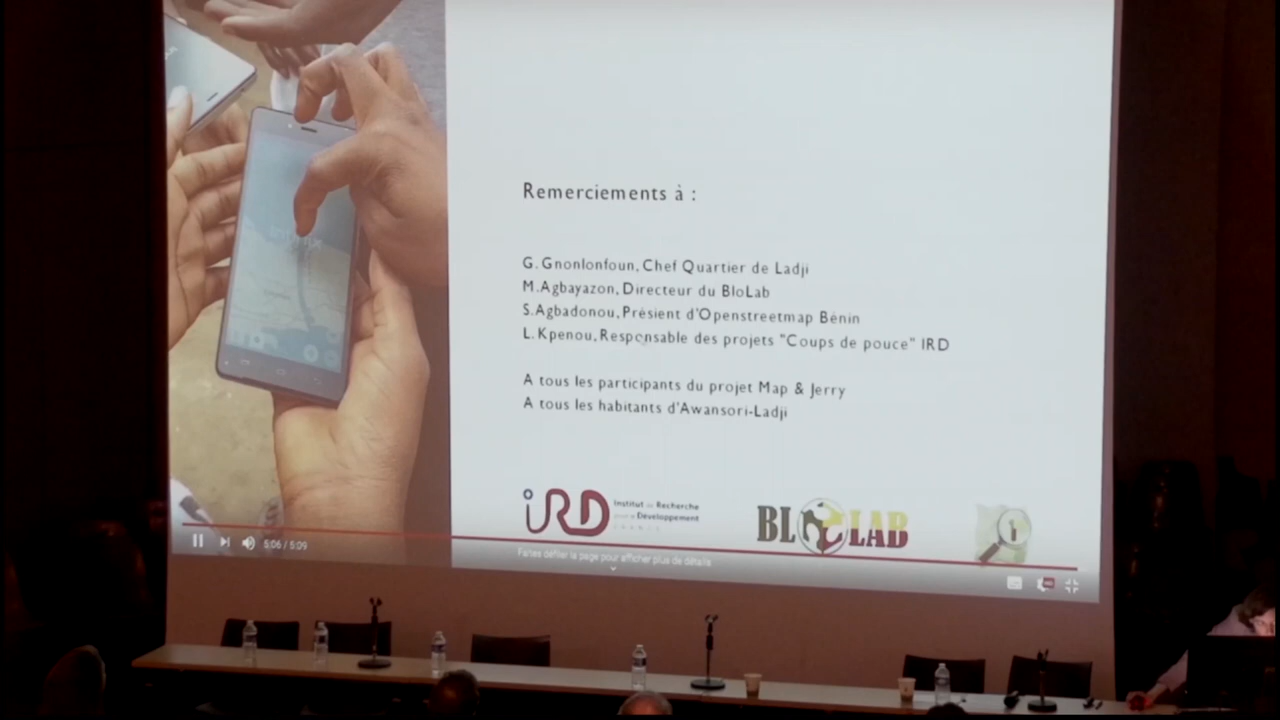 Remerciements à :
G. Gnonlonfoun, Chef Quartier de Ladji
M.Agbayazon, Directeur du BloLab
S.Agbadonou, Présient d'Openstreetmap Bénin
L. Kpenou, Responsable des projets "Coups de pouce" IRD
A tous les participants du projet Map & Jerry
A tous les habitants d'Awansori-Ladji
IRD
Institut de Recherche
pour le Développement
FRANCE
BLOLAB
5:06 / 5:09
Faites défiler la page pour afficher plus de détails